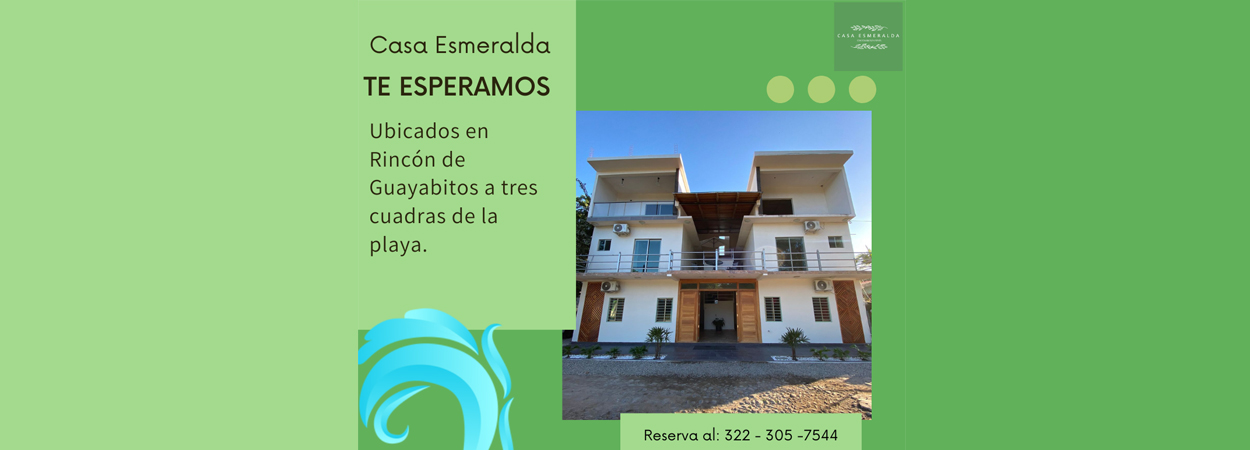 Casa Esmeralda
TE ESPERAMOS
Ubicados en
Rincón de
Guayabitos a tres
cuadras de la
playa.
CASA ESMERALDA
Reserva al: 322 - 305 -7544